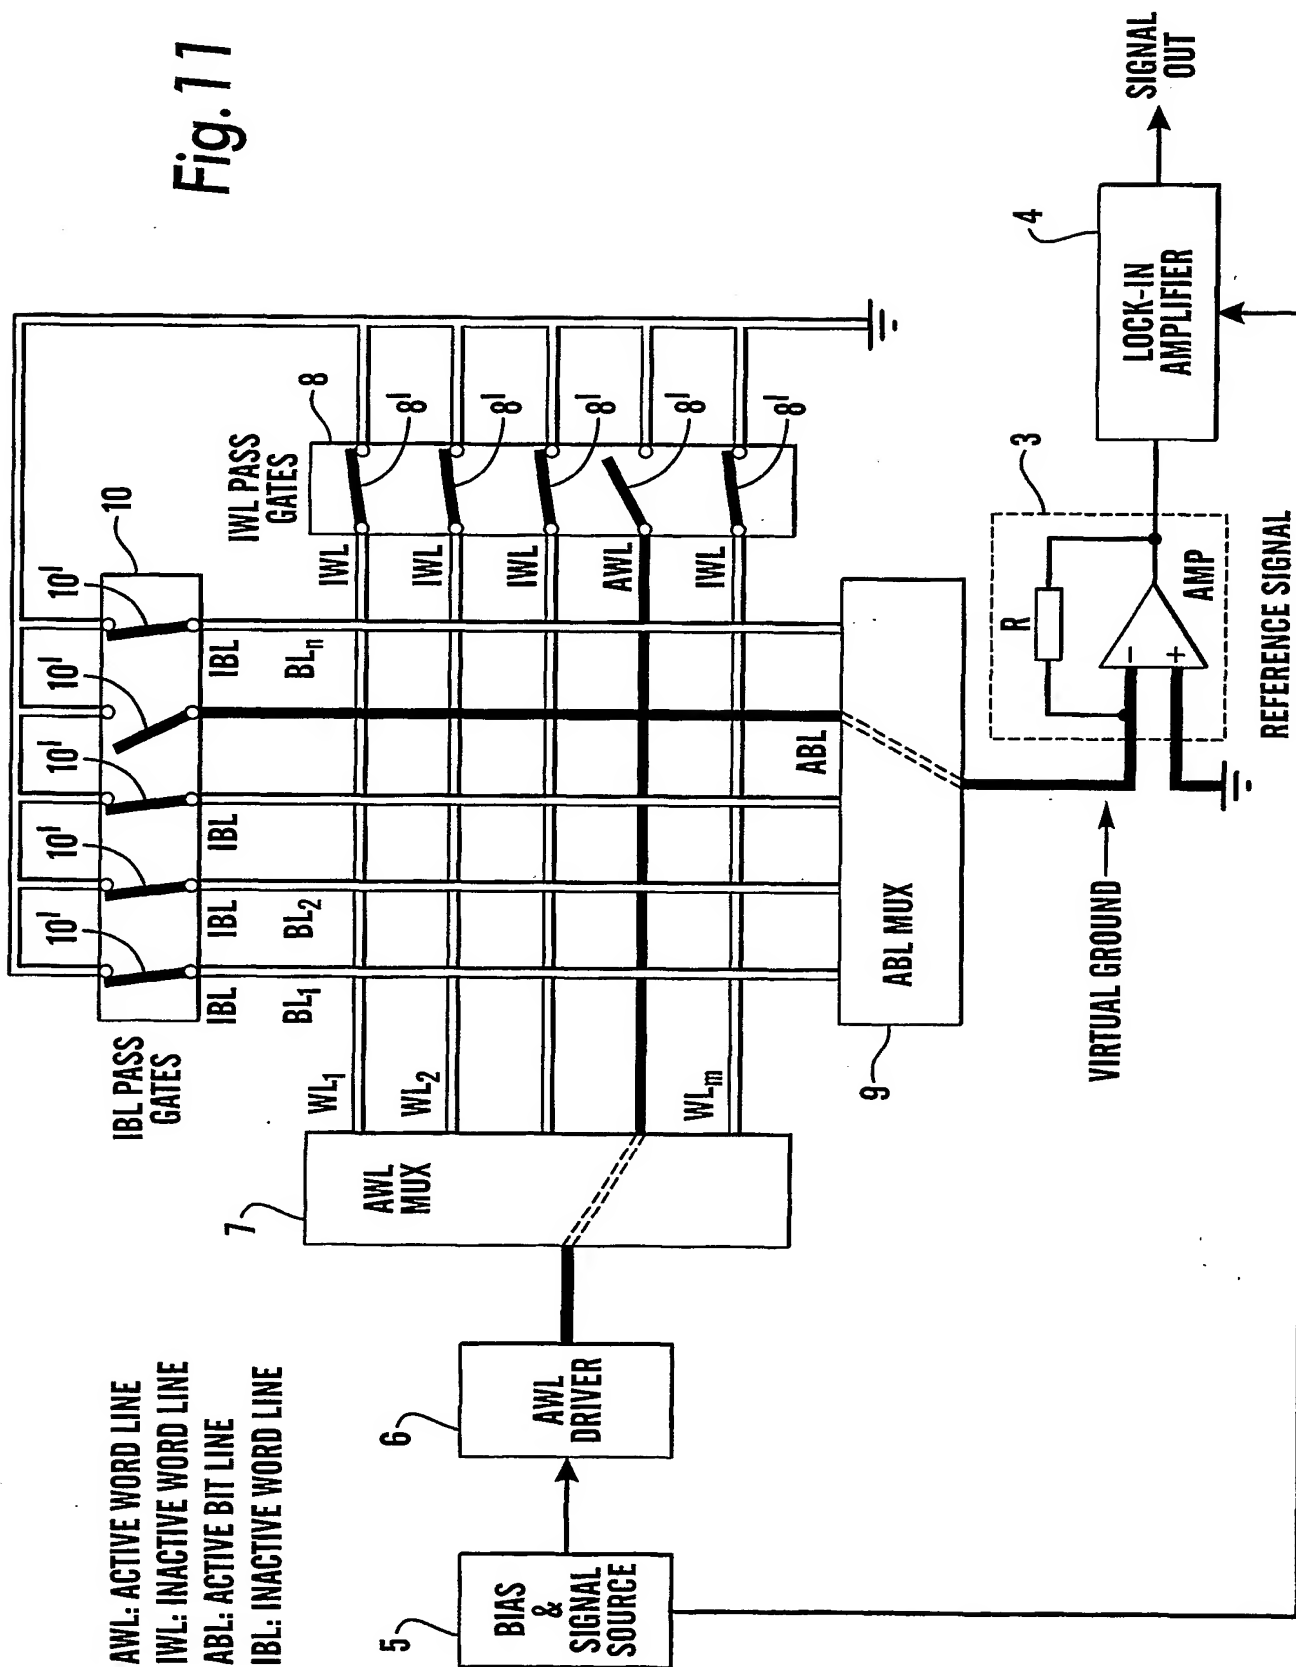 Fig.11
AWL: ACTIVE WORD LINE
IWL: INACTIVE WORD LINE
ABL: ACTIVE BIT LINE
IBL: INACTIVE WORD LINE
5
BIAS
&
SIGNAL
SOURCE
6
AWL
DRIVER
7
AWL
MUX
WL1
WL2
WLm
IBL PASS
GATES
10
10'
10'
10'
10'
10'
IBL
IBL
IBL
IBL
BL1
BL2
BLn
IWL PASS
GATES
8
8'
8'
8'
8'
8'
IWL
IWL
IWL
AWL
IWL
ABL
ABL MUX
9
VIRTUAL GROUND
3
R
AMP
-
+
REFERENCE SIGNAL
4
LOCK-IN
AMPLIFIER
SIGNAL
OUT